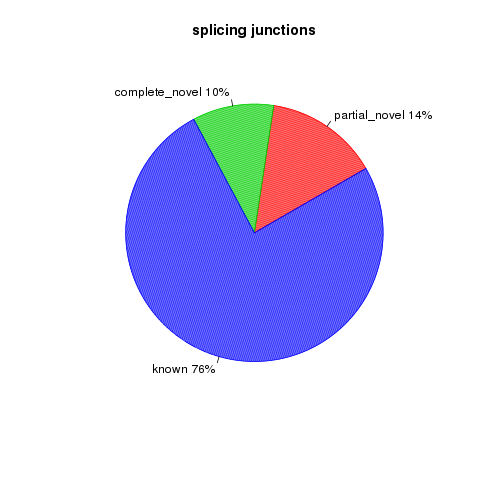 splicing junctions
complete_novel 10%
partial_novel 14%
known 76%